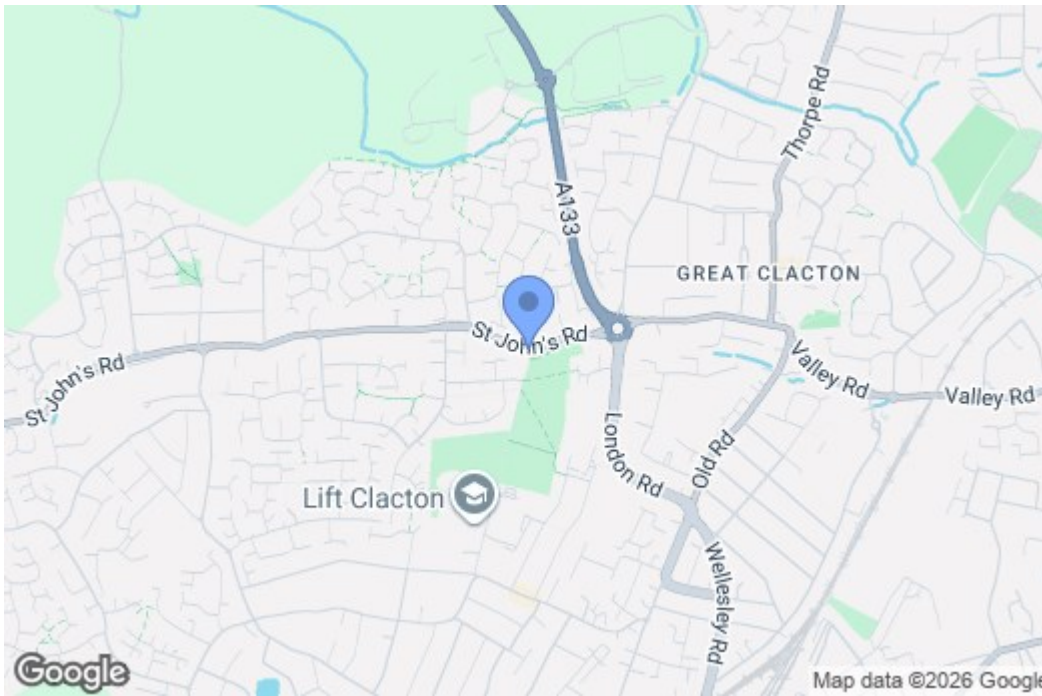 A133
Thorpe Rd
GREAT CLACTON
St John's Rd
St John's Rd
Valley Rd
Valley Rd
London Rd
Old Rd
Lift Clacton
Wellesley Rd
Google
Map data ©2026 Google